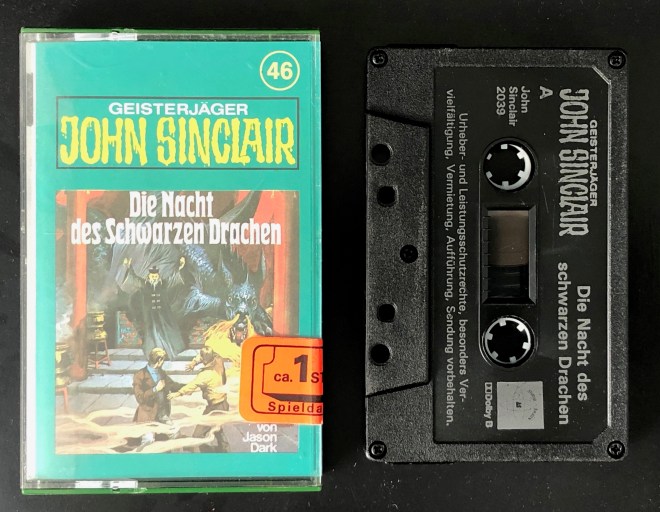 46
GEISTERJÄGER
JOHN SINCLAIR
Die Nacht
des Schwarzen Drachen
ca. 1
Spielda
von
Jason
Dark
GEISTERJÄGER
JOHN SINCLAIR
A
Die Nacht des
schwarzen Drachen
John
Sinclair
2039
Urheber- und Leistungsschutzrechte, besonders Ver-
vielfältigung, Vermietung, Aufführung, Sendung vorbehalten.
Dolby B